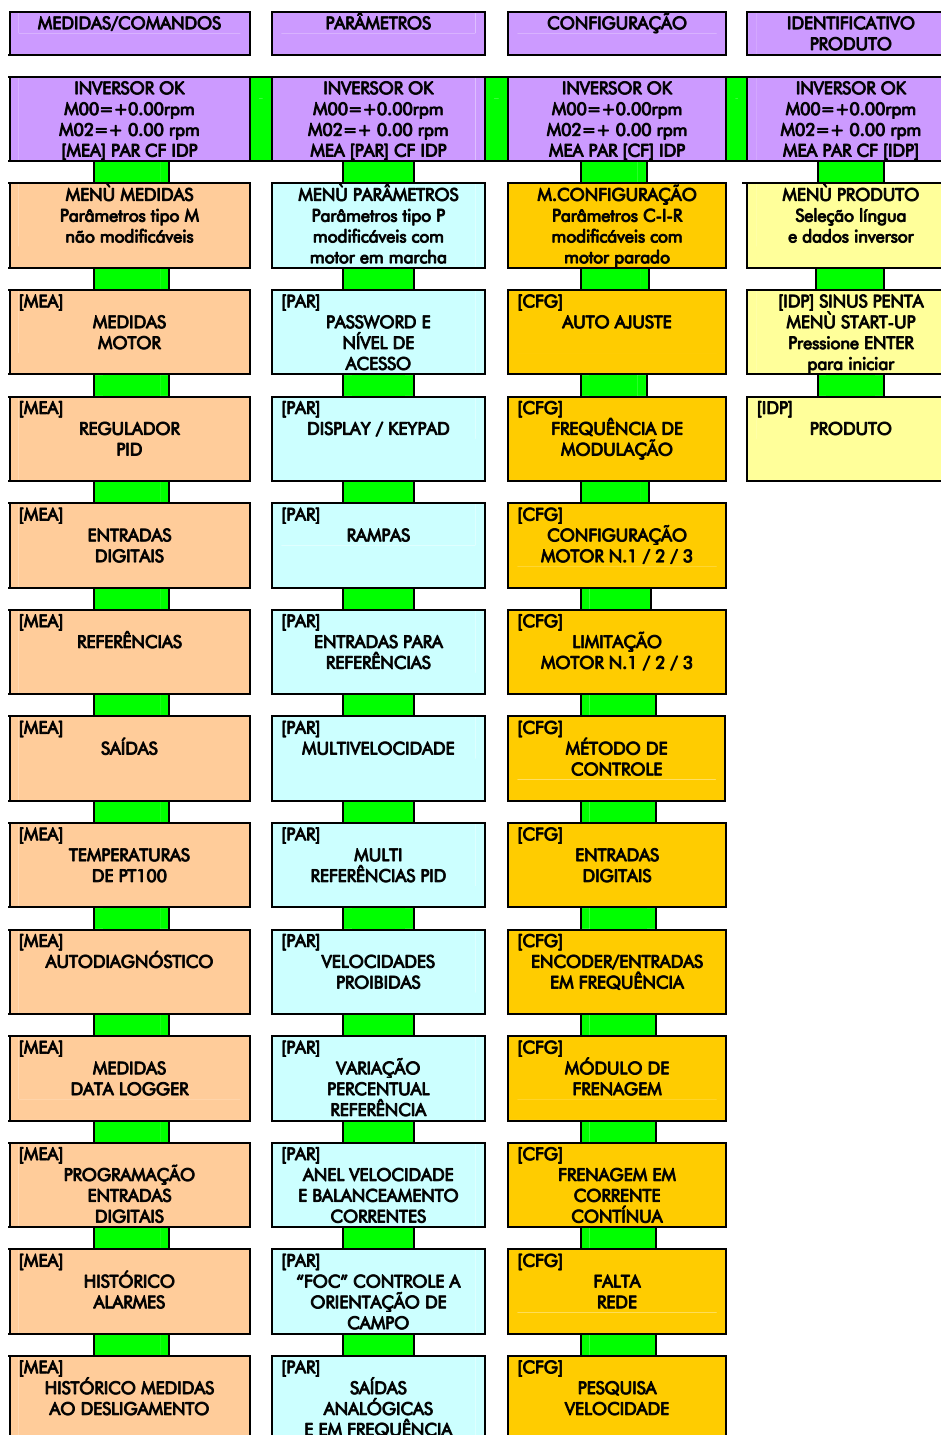 MEDIDAS/COMANDOS
INVERSOR OK
M00=+0.00rpm
M02=+ 0.00 rpm
[MEA] PAR CF IDP
MENÙ MEDIDAS
Parâmetros tipo M
não modificáveis
[MEA]
MEDIDAS
MOTOR
[MEA]
REGULADOR
PID
[MEA]
ENTRADAS
DIGITAIS
[MEA]
REFERÊNCIAS
[MEA]
SAÍDAS
[MEA]
TEMPERATURAS
DE PT100
[MEA]
AUTODIAGNÓSTICO
[MEA]
MEDIDAS
DATA LOGGER
[MEA]
PROGRAMAÇÃO
ENTRADAS
DIGITAIS
[MEA]
HISTÓRICO
ALARMES
[MEA]
HISTÓRICO MEDIDAS
AO DESLIGAMENTO
PARÂMETROS
INVERSOR OK
M00=+0.00rpm
M02=+ 0.00 rpm
MEA [PAR] CF IDP
MENÙ PARÂMETROS
Parâmetros tipo P
modificáveis com
motor em marcha
[PAR]
PASSWORD E
NÍVEL DE
ACESSO
[PAR]
DISPLAY / KEYPAD
[PAR]
RAMPAS
[PAR]
ENTRADAS PARA
REFERÊNCIAS
[PAR]
MULTIVELOCIDADE
[PAR]
MULTI
REFERÊNCIAS PID
[PAR]
VELOCIDADES
PROIBIDAS
[PAR]
VARIAÇÃO
PERCENTUAL
REFERÊNCIA
[PAR]
ANEL VELOCIDADE
E BALANCEAMENTO
CORRENTES
[PAR]
“FOC” CONTROLE A
ORIENTAÇÃO DE
CAMPO
[PAR]
SAÍDAS
ANALÓGICAS
E EM FREQUÊNCIA
CONFIGURAÇÃO
INVERSOR OK
M00=+0.00rpm
M02=+ 0.00 rpm
MEA PAR [CF] IDP
M.CONFIGURAÇÃO
Parâmetros C-I-R
modificáveis com
motor parado
[CFG]
AUTO AJUSTE
[CFG]
FREQUÊNCIA DE
MODULAÇÃO
[CFG]
CONFIGURAÇÃO
MOTOR N.1 / 2 / 3
[CFG]
LIMITAÇÃO
MOTOR N.1 / 2 / 3
[CFG]
MÉTODO DE
CONTROLE
[CFG]
ENTRADAS
DIGITAIS
[CFG]
ENCODER/ENTRADAS
EM FREQUÊNCIA
[CFG]
MÓDULO DE
FRENAGEM
[CFG]
FRENAGEM EM
CORRENTE
CONTÍNUA
[CFG]
FALTA
REDE
[CFG]
PESQUISA
VELOCIDADE
IDENTIFICATIVO
PRODUTO
INVERSOR OK
M00=+0.00rpm
M02=+ 0.00 rpm
MEA PAR CF [IDP]
MENÙ PRODUTO
Seleção língua
e dados inversor
[IDP] SINUS PENTA
MENÙ START-UP
Pressione ENTER
para iniciar
[IDP]
PRODUTO